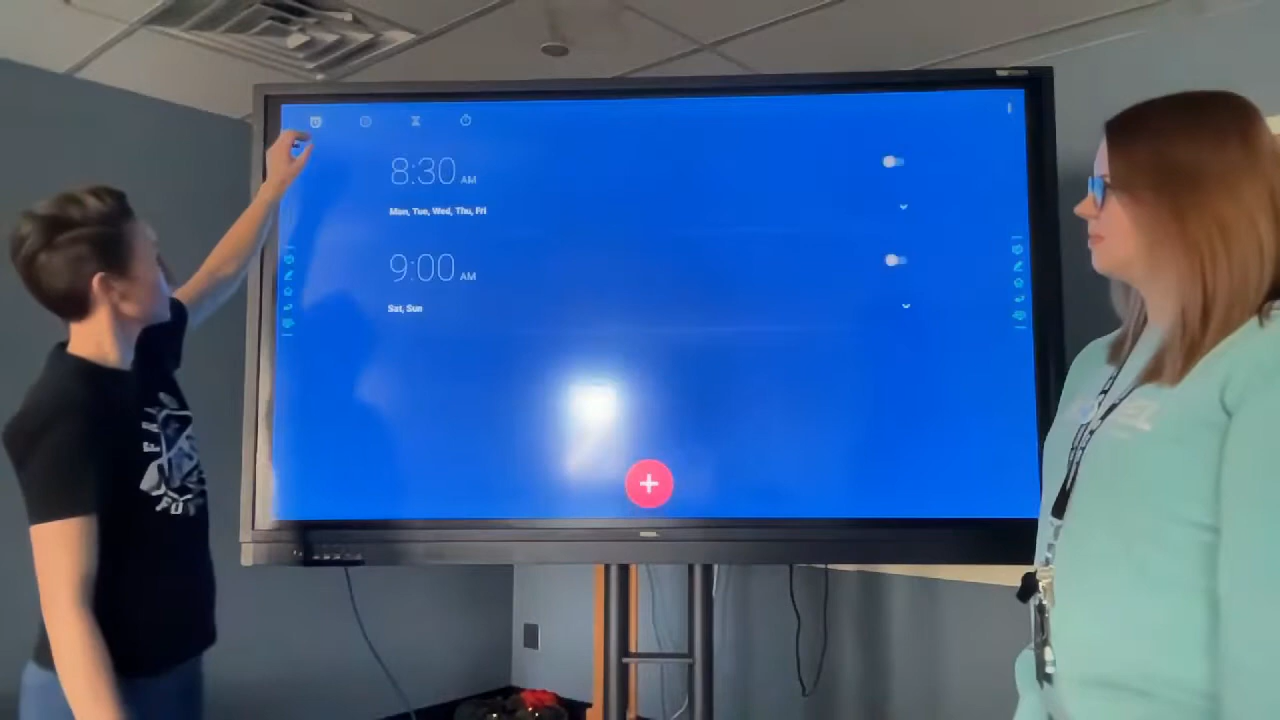 8:30 AM
Mon, Tue, Wed, Thu, Fri
9:00 AM
Sat, Sun